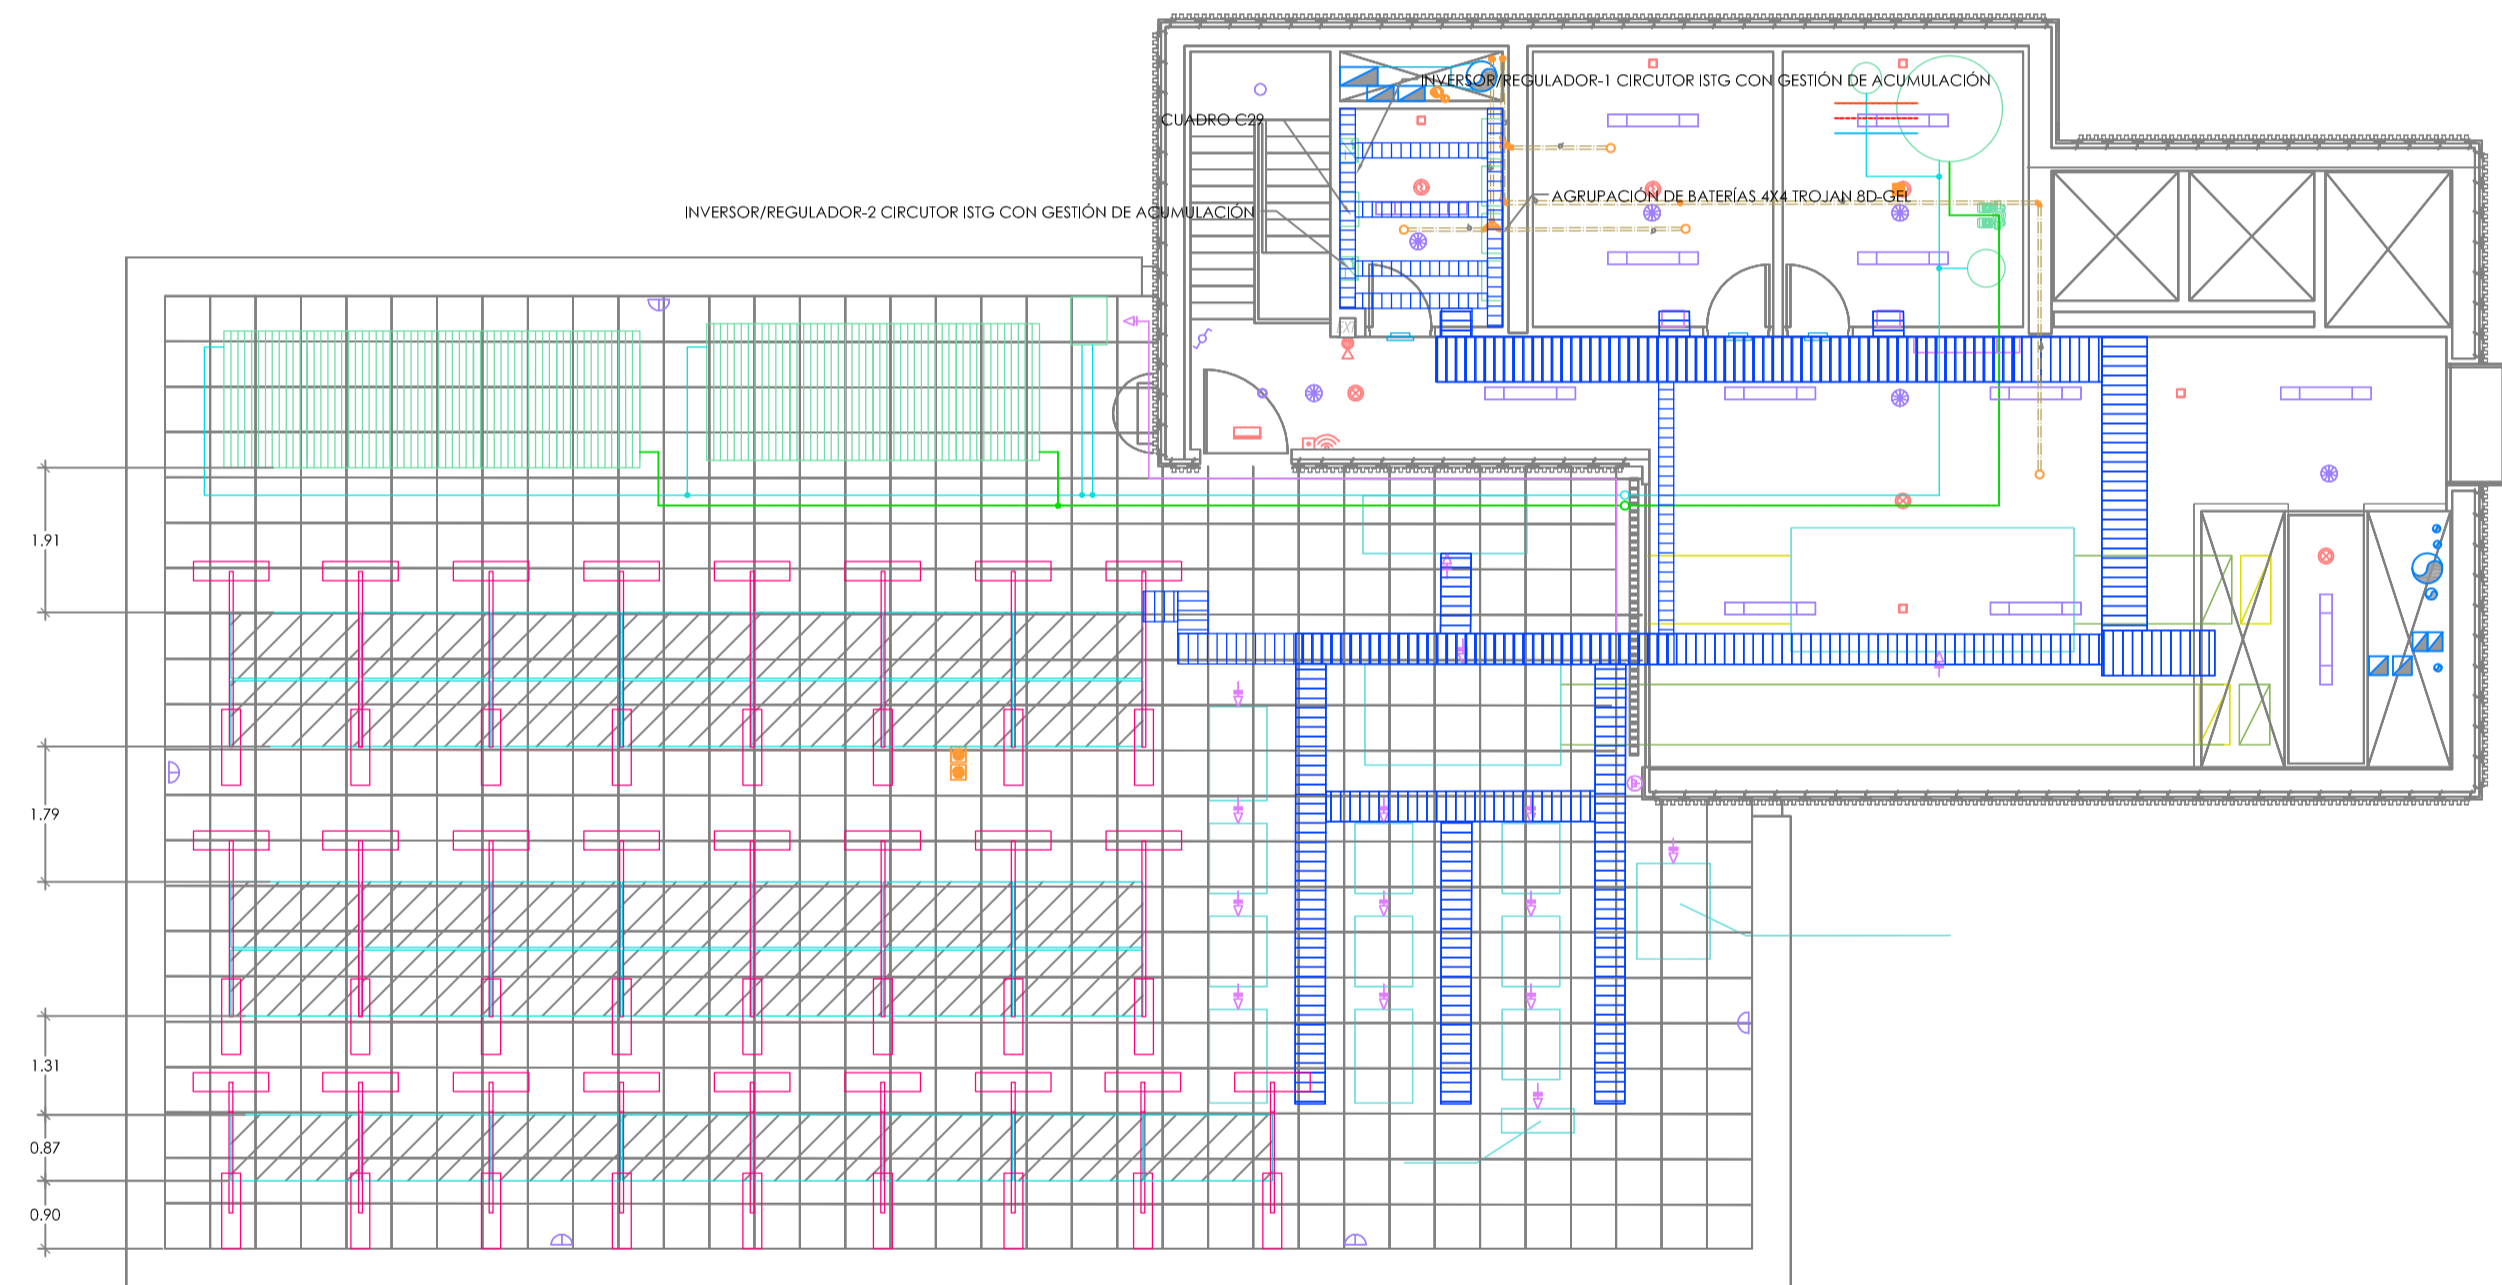 INVERSOR/REGULADOR-1 CIRCUTOR ISTG CON GESTIÓN DE ACUMULACIÓN
CUADRO C29
AGRUPACIÓN DE BATERÍAS 4X4 TROJAN 8D-GEL
INVERSOR/REGULADOR-2 CIRCUTOR ISTG CON GESTIÓN DE ACUMULACIÓN
EXT
1.91
1.79
1.31
0.87
0.90